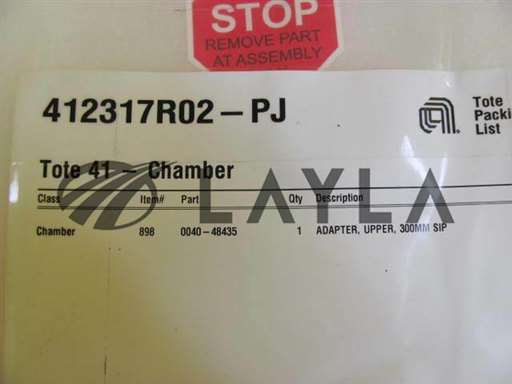 STOP
REMOVE PART
AT ASSEMBLY
412317R02-PJ
Tote
Packi
List
Tote 41 - Chamber
Class Item# Part Qty Description
LAYLA
Chamber 898 0040-48435 1 ADAPTER, UPPER, 300MM SIP